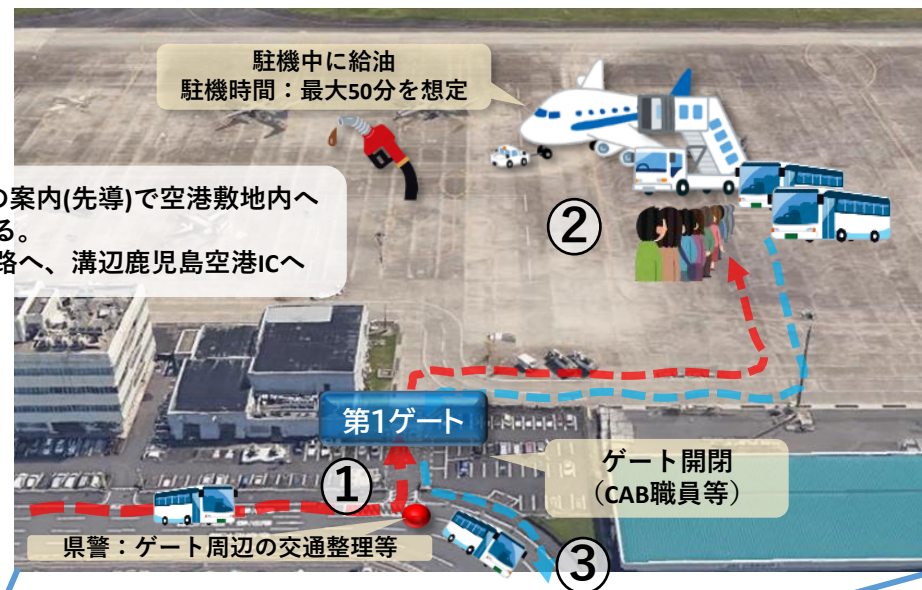 駐機中に給油
駐機時間：最大50分を想定
の案内(先導)で空港敷地内へ
る。
路へ、溝辺鹿児島空港ICへ
②
第1ゲート
①
ゲート開閉
（CAB職員等）
県警：ゲート周辺の交通整理等
③